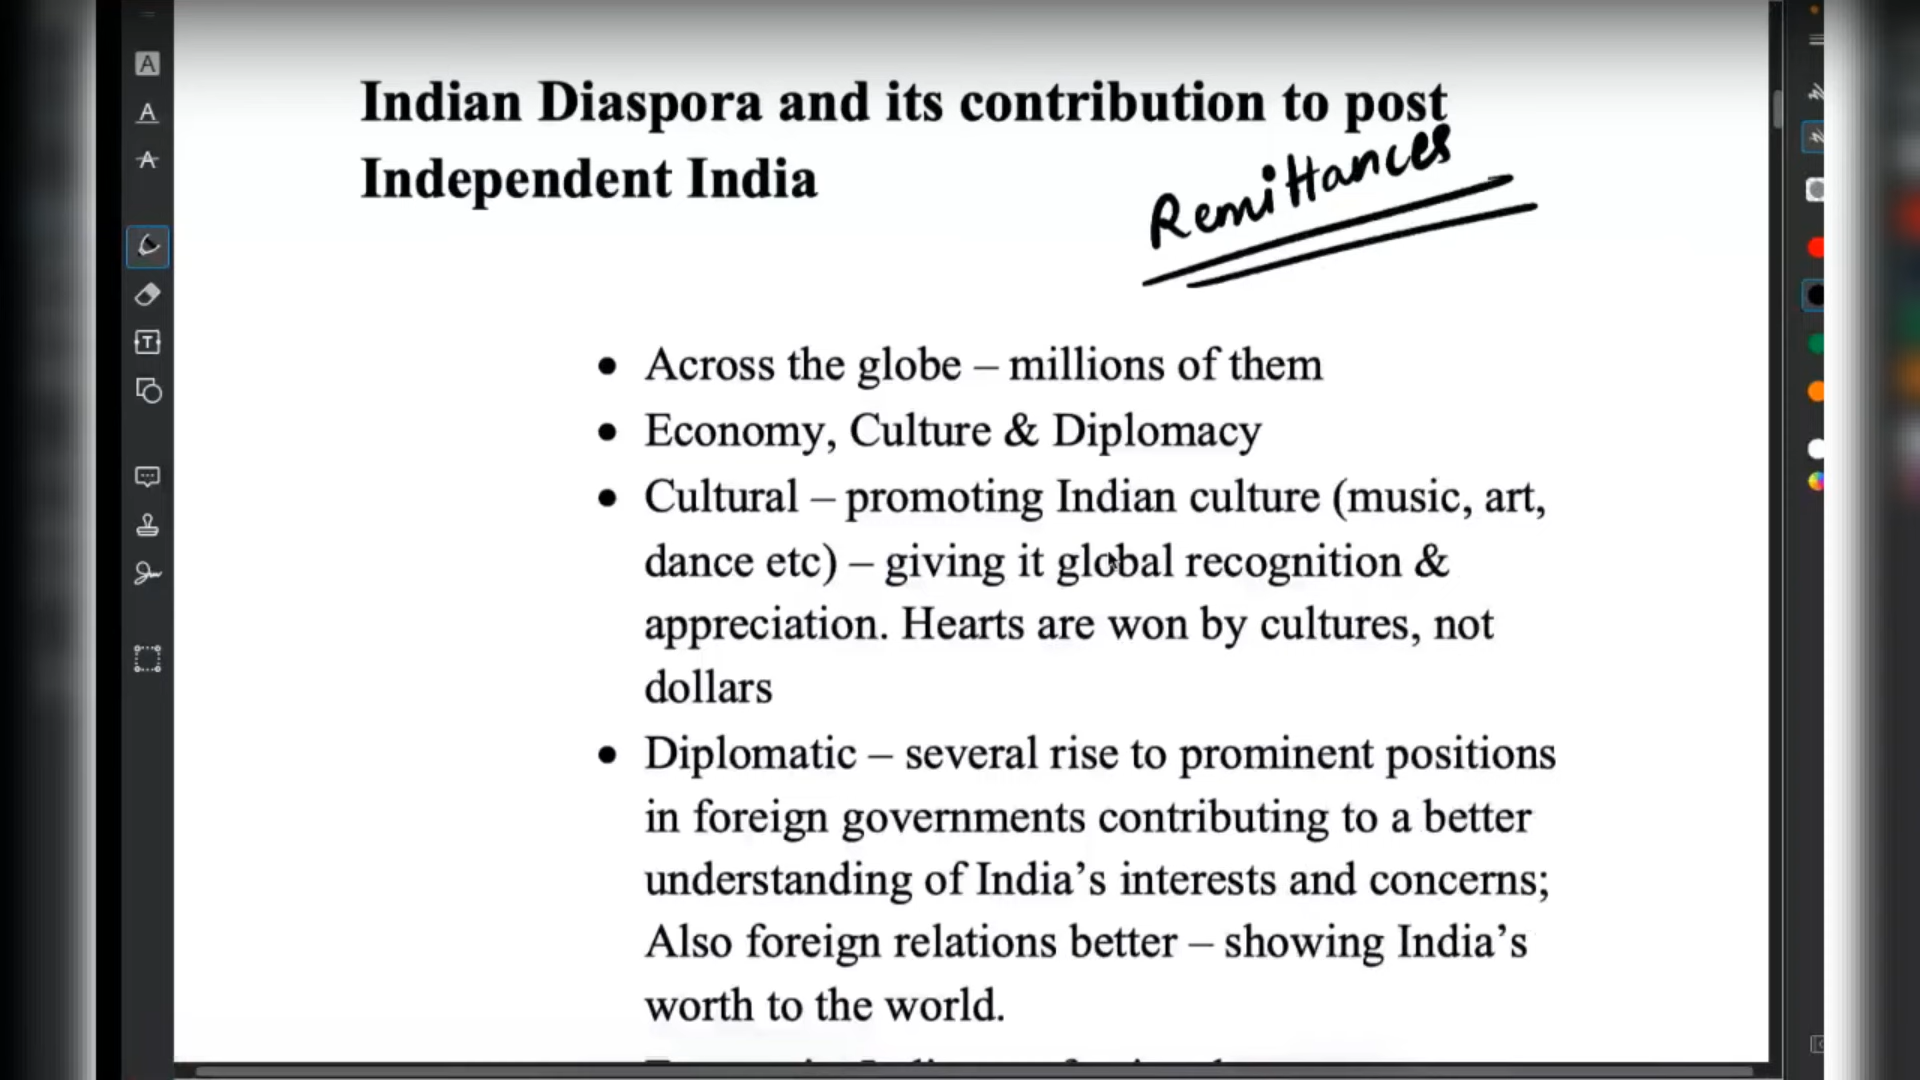 Indian Diaspora and its contribution to post
Independent India
Remittances
• Across the globe – millions of them
• Economy, Culture & Diplomacy
• Cultural – promoting Indian culture (music, art,
dance etc) – giving it global recognition &
appreciation. Hearts are won by cultures, not
dollars
• Diplomatic – several rise to prominent positions
in foreign governments contributing to a better
understanding of India’s interests and concerns;
Also foreign relations better – showing India’s
worth to the world.